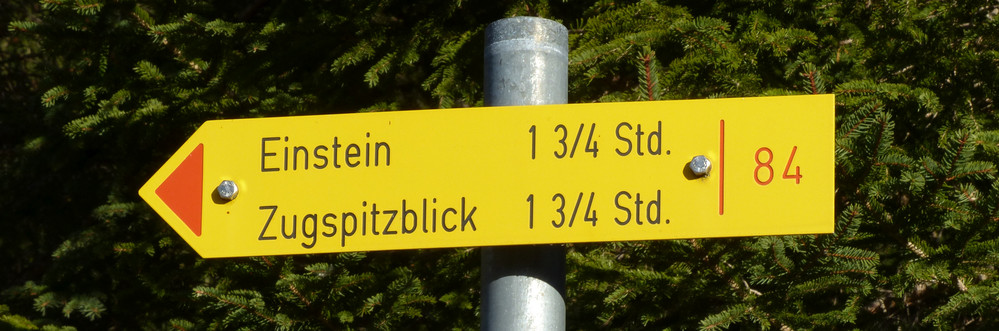 Einstein 1 3/4 Std.
Zugspitzblick 1 3/4 Std.
84